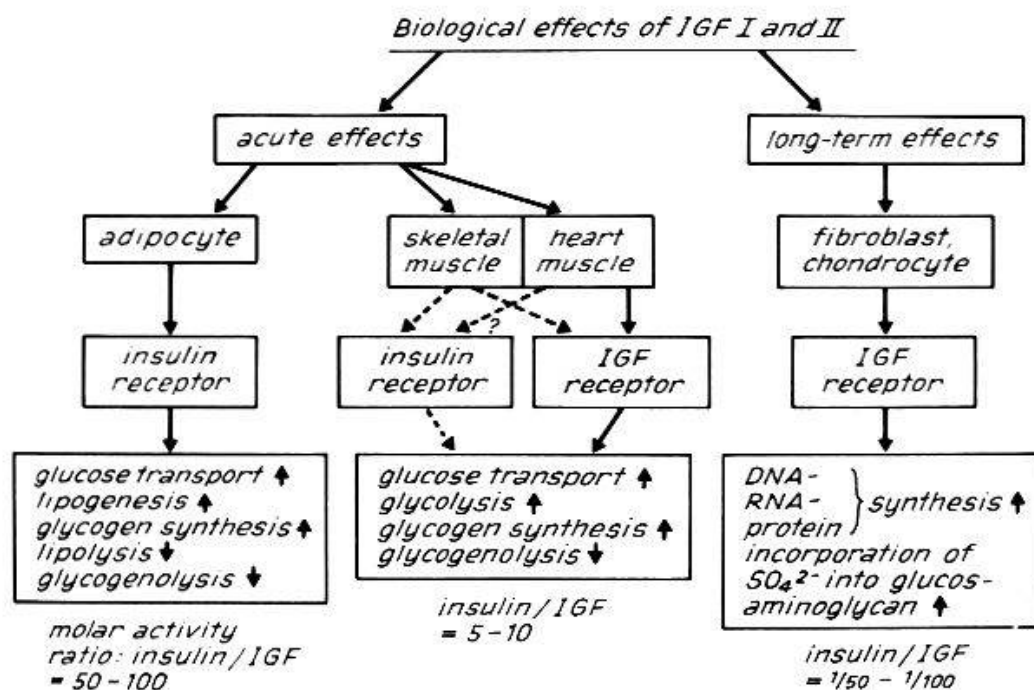 Biological effects of IGF I and II
acute effects
long-term effects
adipocyte
skeletal
muscle
heart
muscle
fibroblast,
chondrocyte
?
insulin
receptor
insulin
receptor
IGF
receptor
IGF
receptor
glucose transport ↑
lipogenesis ↑
glycogen synthesis ↑
lipolysis ↓
glycogenolysis ↓
glucose transport ↑
glycolysis ↑
glycogen synthesis ↑
glycogenolysis ↓
DNA-
RNA-
protein } synthesis ↑
incorporation of
SO₄²⁻ into glucos-
aminoglycan ↑
molar activity
ratio: insulin/IGF
= 50-100
insulin/IGF
= 5-10
insulin/IGF
= 1/50 - 1/100